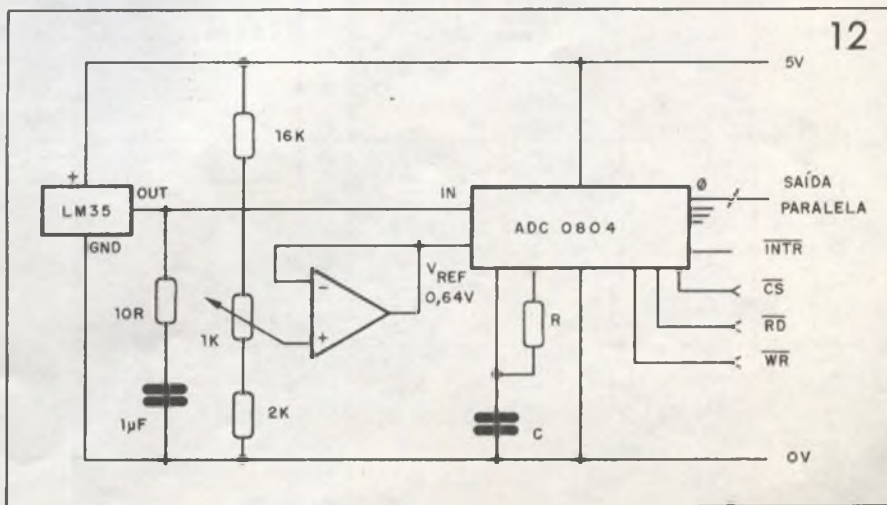 12
5V
16K
+
OUT
IN
Ø
SAÍDA
PARALELA
LM35
ADC 0804
GND
INTR
V
REF
0,64V
-
CS
10R
R
1K
+
RD
WR
1µF
2K
C
0V